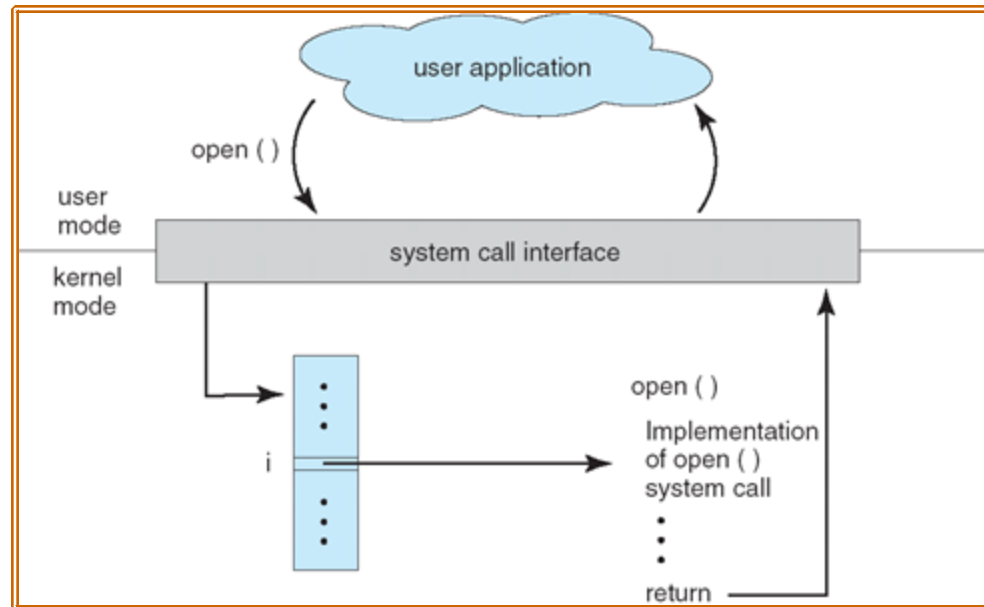 user application
open ( )
user
mode
system call interface
kernel
mode
open ( )
Implementation
of open ( )
system call
i
return